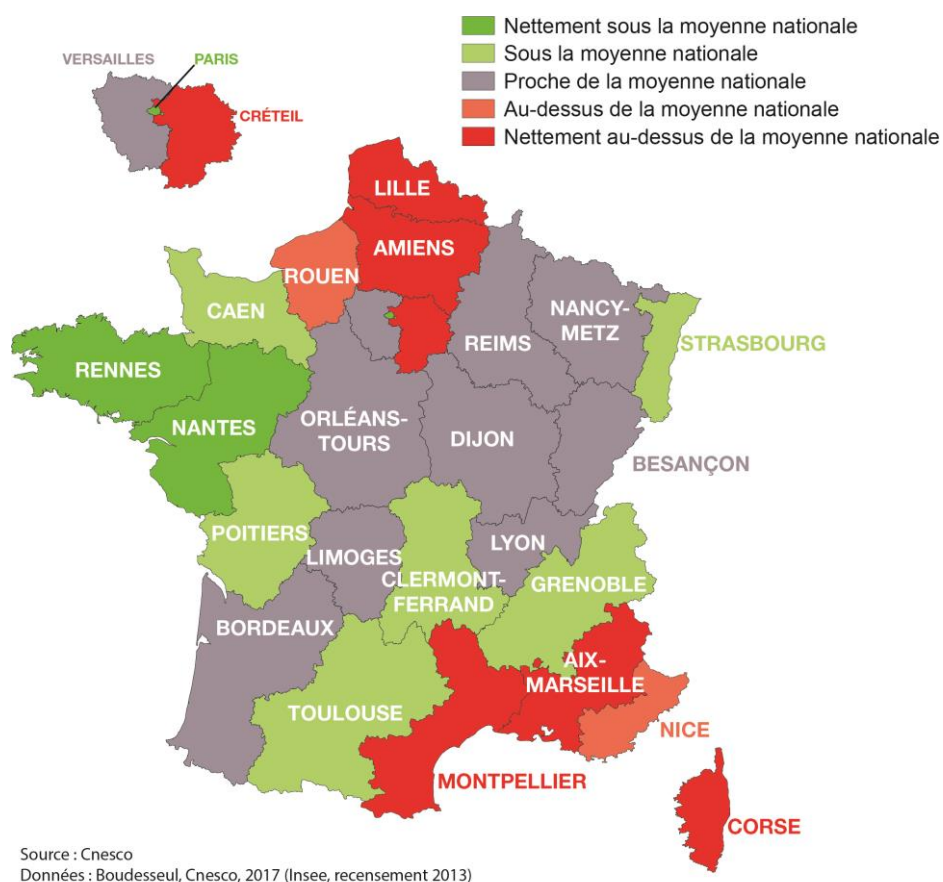 Nettement sous la moyenne nationale
Sous la moyenne nationale
Proche de la moyenne nationale
Au-dessus de la moyenne nationale
Nettement au-dessus de la moyenne nationale
VERSAILLES
PARIS
CRÉTEIL
LILLE
AMIENS
ROUEN
CAEN
REIMS
NANCY-
METZ
STRASBOURG
RENNES
NANTES
ORLÉANS-
TOURS
DIJON
BESANÇON
POITIERS
LIMOGES
CLERMONT-
FERRAND
LYON
GRENOBLE
BORDEAUX
AIX-
MARSEILLE
TOULOUSE
NICE
MONTPELLIER
CORSE
Source : Cnesco
Données : Boudesseul, Cnesco, 2017 (Insee, recensement 2013)